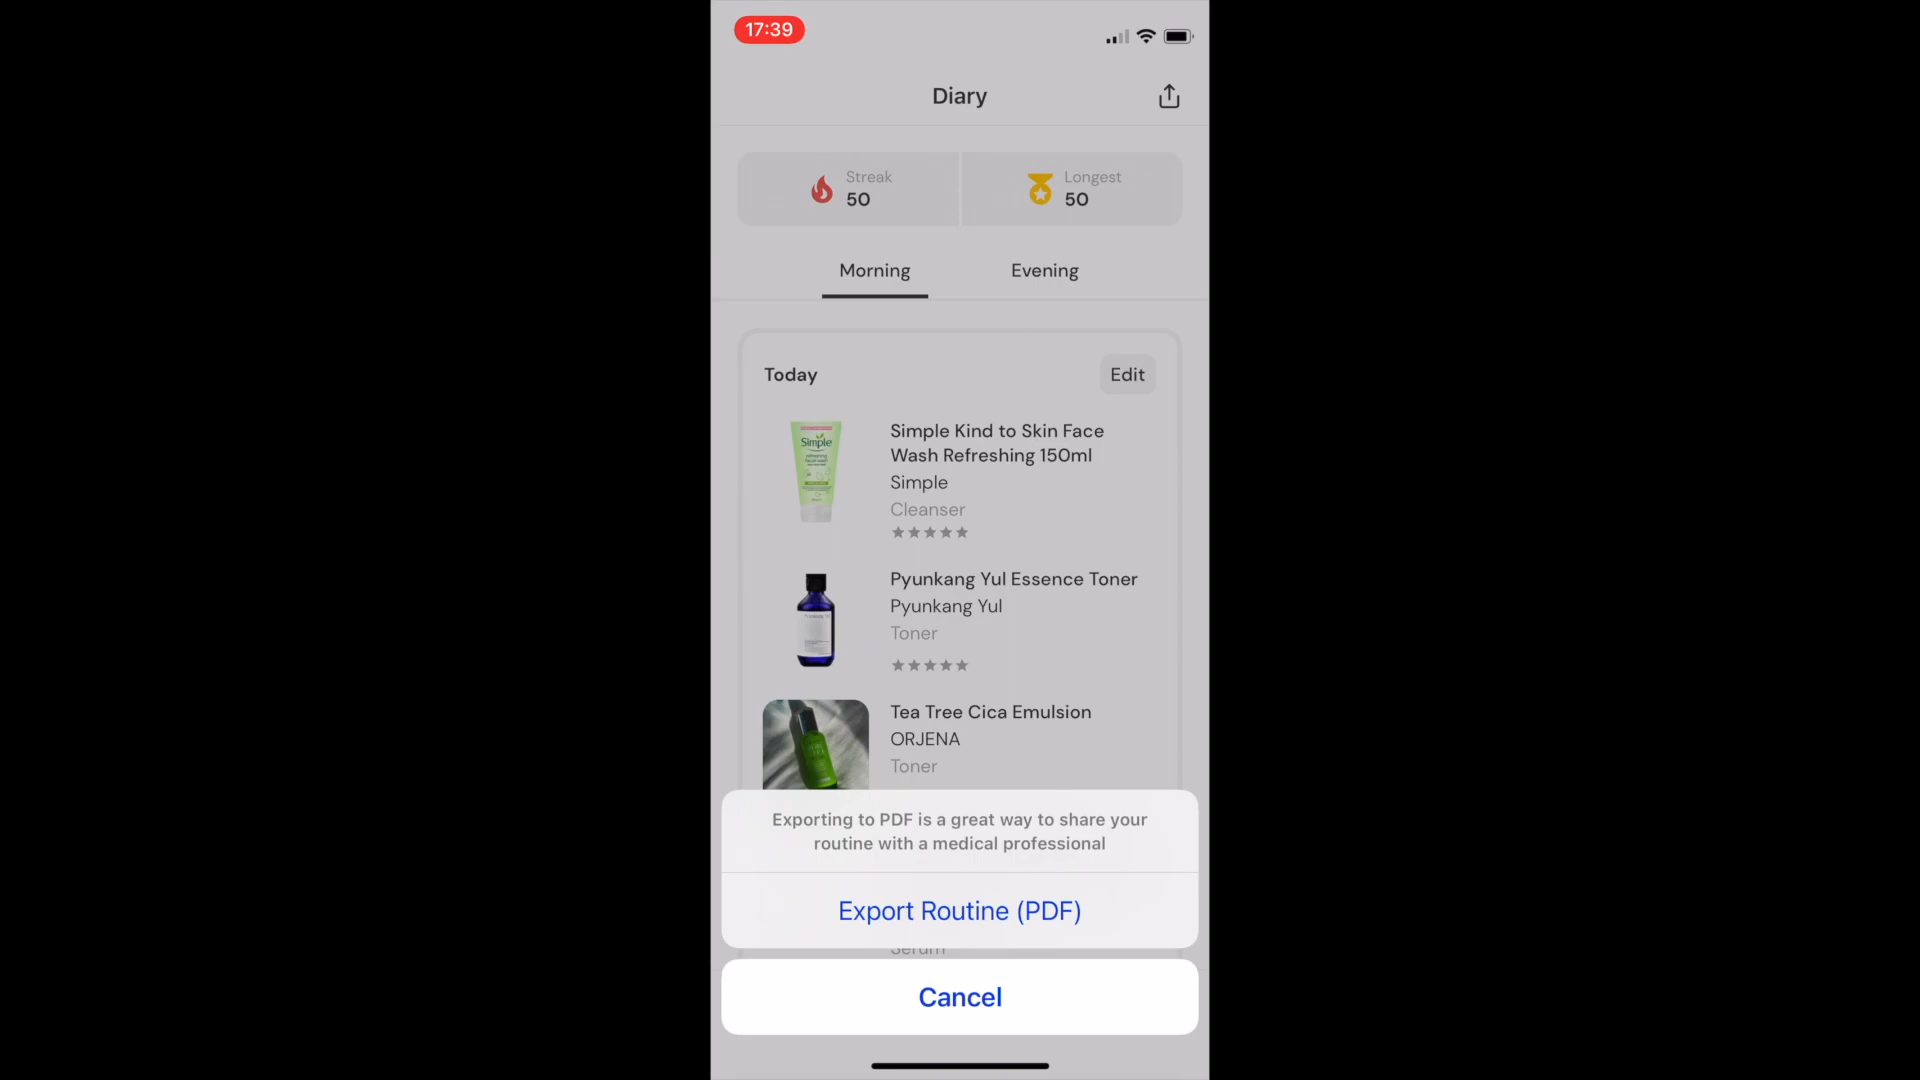 17:39
Diary
Streak
50
Longest
50
Morning
Evening
Today
Edit
Simple
Simple Kind to Skin Face
Wash Refreshing 150ml
Simple
Cleanser
Pyunkang Yul Essence Toner
Pyunkang Yul
Toner
Tea Tree Cica Emulsion
ORJENA
Toner
Exporting to PDF is a great way to share your
routine with a medical professional
Export Routine (PDF)
Serum
Cancel